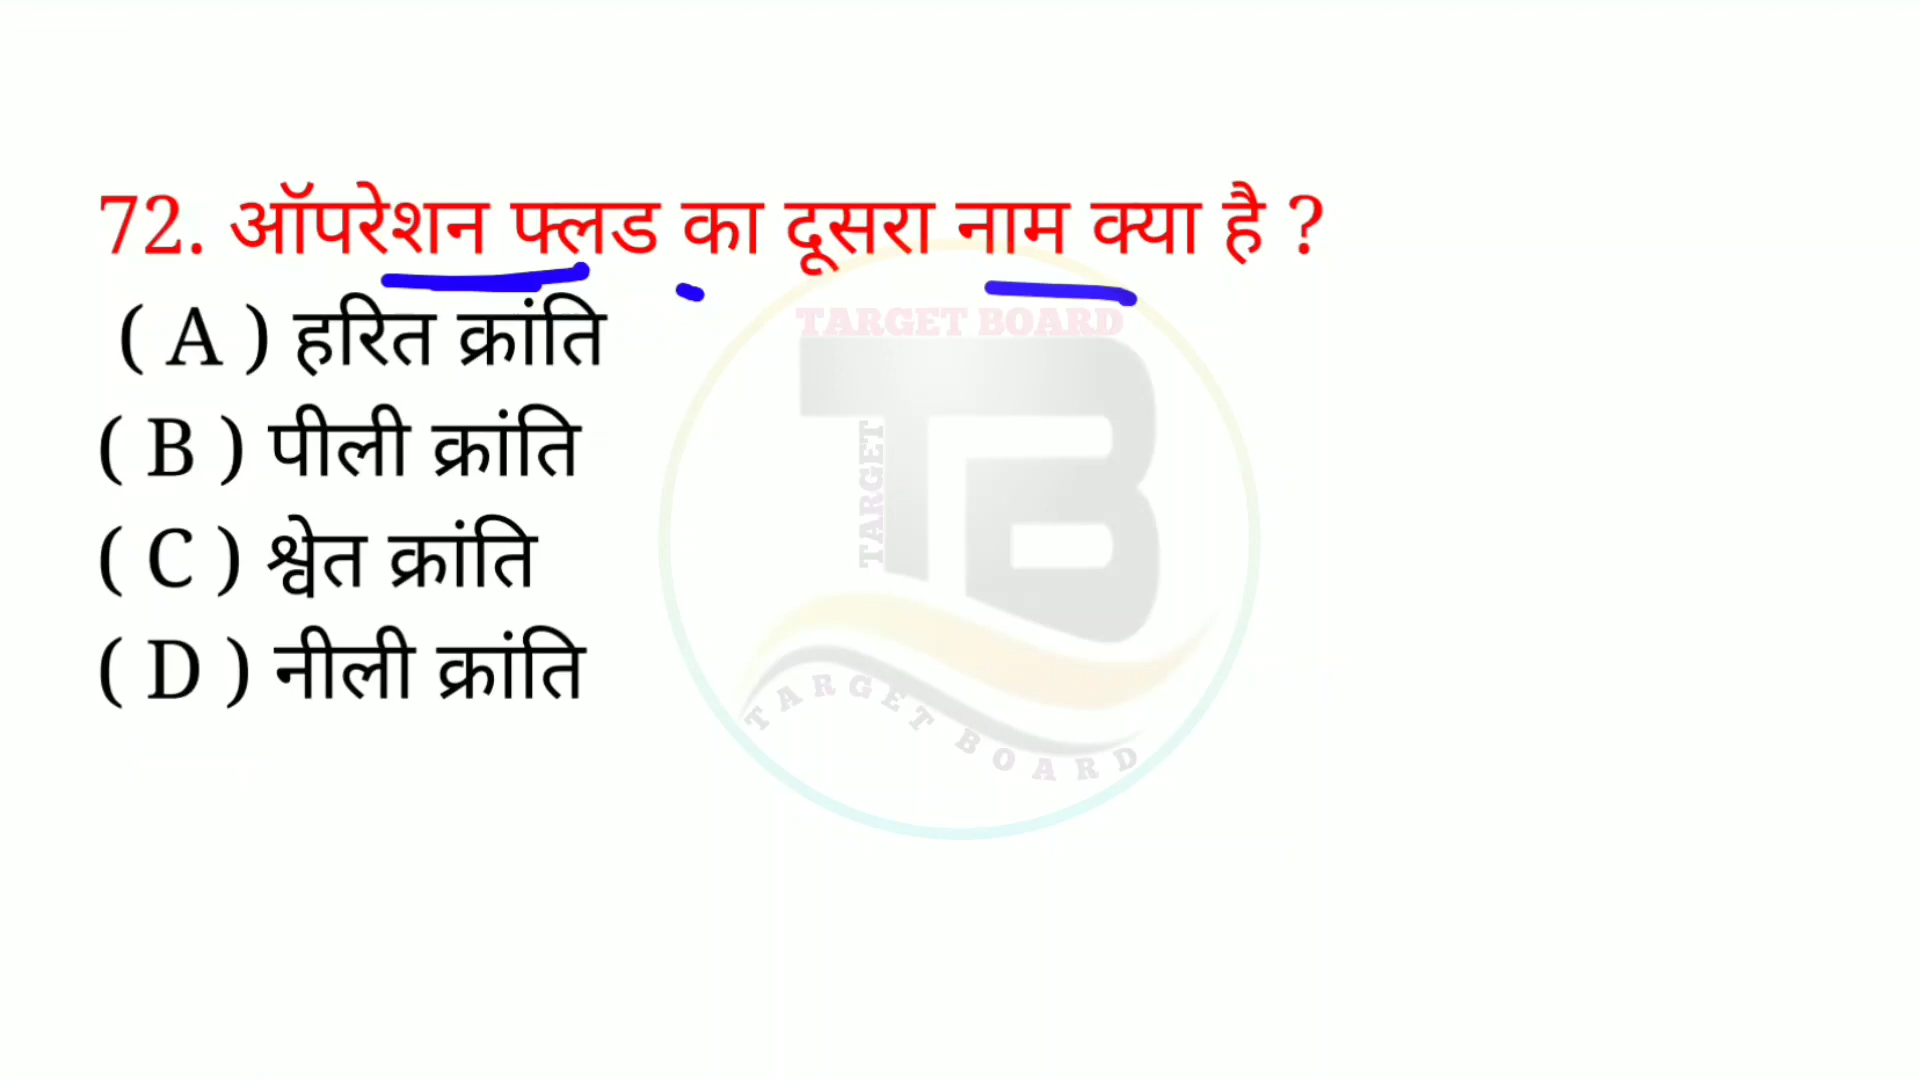 72. ऑपरेशन फ्लड का दूसरा नाम क्या है ?
( A ) हरित क्रांति
( B ) पीली क्रांति
( C ) श्वेत क्रांति
( D ) नीली क्रांति
TARGET BOARD
TB
TARGET
TARGET BOARD